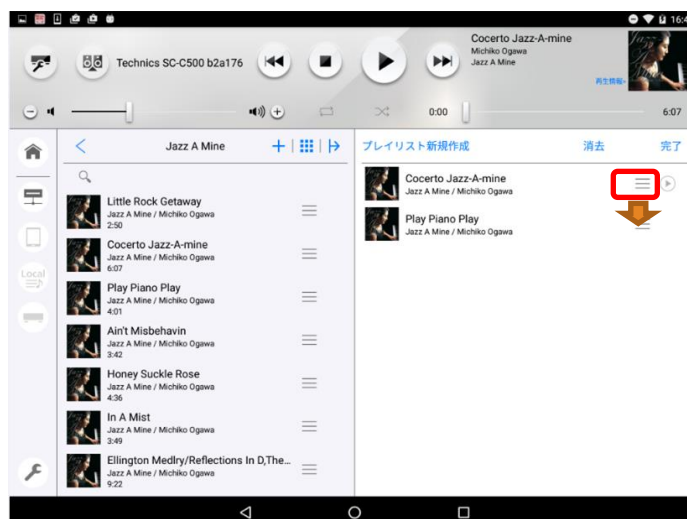 16:4
Technics SC-C500 b2a176
Cocerto Jazz-A-mine
Michiko Ogawa
Jazz A Mine
再生情報
0:00
6:07
Jazz A Mine
プレイリスト新規作成
消去
完了
Little Rock Getaway
Jazz A Mine / Michiko Ogawa
2:50
Cocerto Jazz-A-mine
Jazz A Mine / Michiko Ogawa
6:07
Play Piano Play
Jazz A Mine / Michiko Ogawa
4:01
Ain't Misbehavin
Jazz A Mine / Michiko Ogawa
3:42
Honey Suckle Rose
Jazz A Mine / Michiko Ogawa
4:36
In A Mist
Jazz A Mine / Michiko Ogawa
3:49
Ellington Medlry/Reflections In D,The...
Jazz A Mine / Michiko Ogawa
9:22
Local
Cocerto Jazz-A-mine
Jazz A Mine / Michiko Ogawa
Play Piano Play
Jazz A Mine / Michiko Ogawa